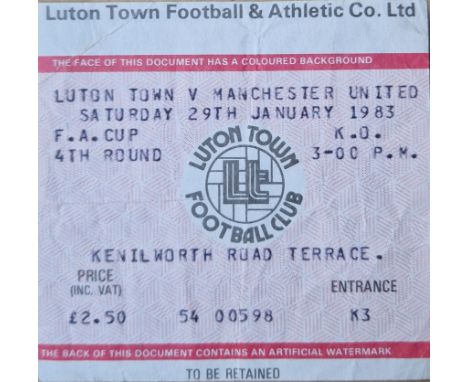 Luton Town Football & Athletic Co. Ltd
THE FACE OF THIS DOCUMENT HAS A COLOURED BACKGROUND
LUTON TOWN V MANCHESTER UNITED
SATURDAY 29TH JANUARY 1983
F.A.CUP K.O.
4TH ROUND 3-00 P.M.
LUTON TOWN
Lt
FOOTBALL CLUB
KENILWORTH ROAD TERRACE.
PRICE
(INC. VAT) ENTRANCE
£2.50 54 00598 K3
THE BACK OF THIS DOCUMENT CONTAINS AN ARTIFICIAL WATERMARK
TO BE RETAINED